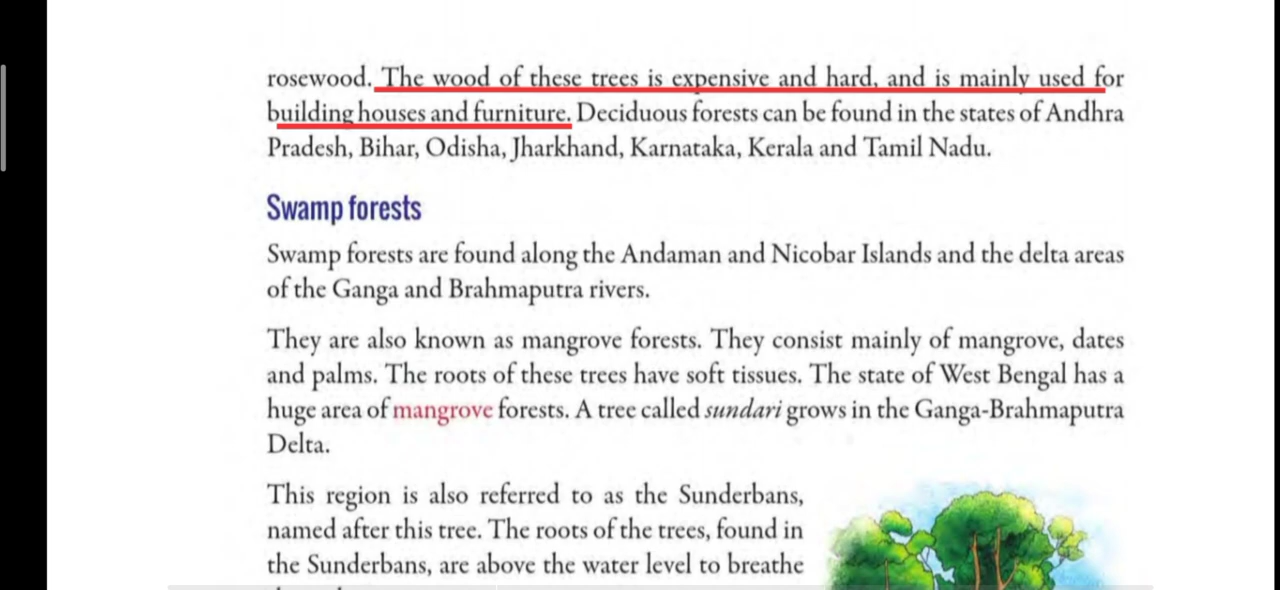 rosewood. The wood of these trees is expensive and hard, and is mainly used for
building houses and furniture. Deciduous forests can be found in the states of Andhra
Pradesh, Bihar, Odisha, Jharkhand, Karnataka, Kerala and Tamil Nadu.
Swamp forests
Swamp forests are found along the Andaman and Nicobar Islands and the delta areas
of the Ganga and Brahmaputra rivers.
They are also known as mangrove forests. They consist mainly of mangrove, dates
and palms. The roots of these trees have soft tissues. The state of West Bengal has a
huge area of mangrove forests. A tree called sundari grows in the Ganga-Brahmaputra
Delta.
This region is also referred to as the Sunderbans,
named after this tree. The roots of the trees, found in
the Sunderbans, are above the water level to breathe